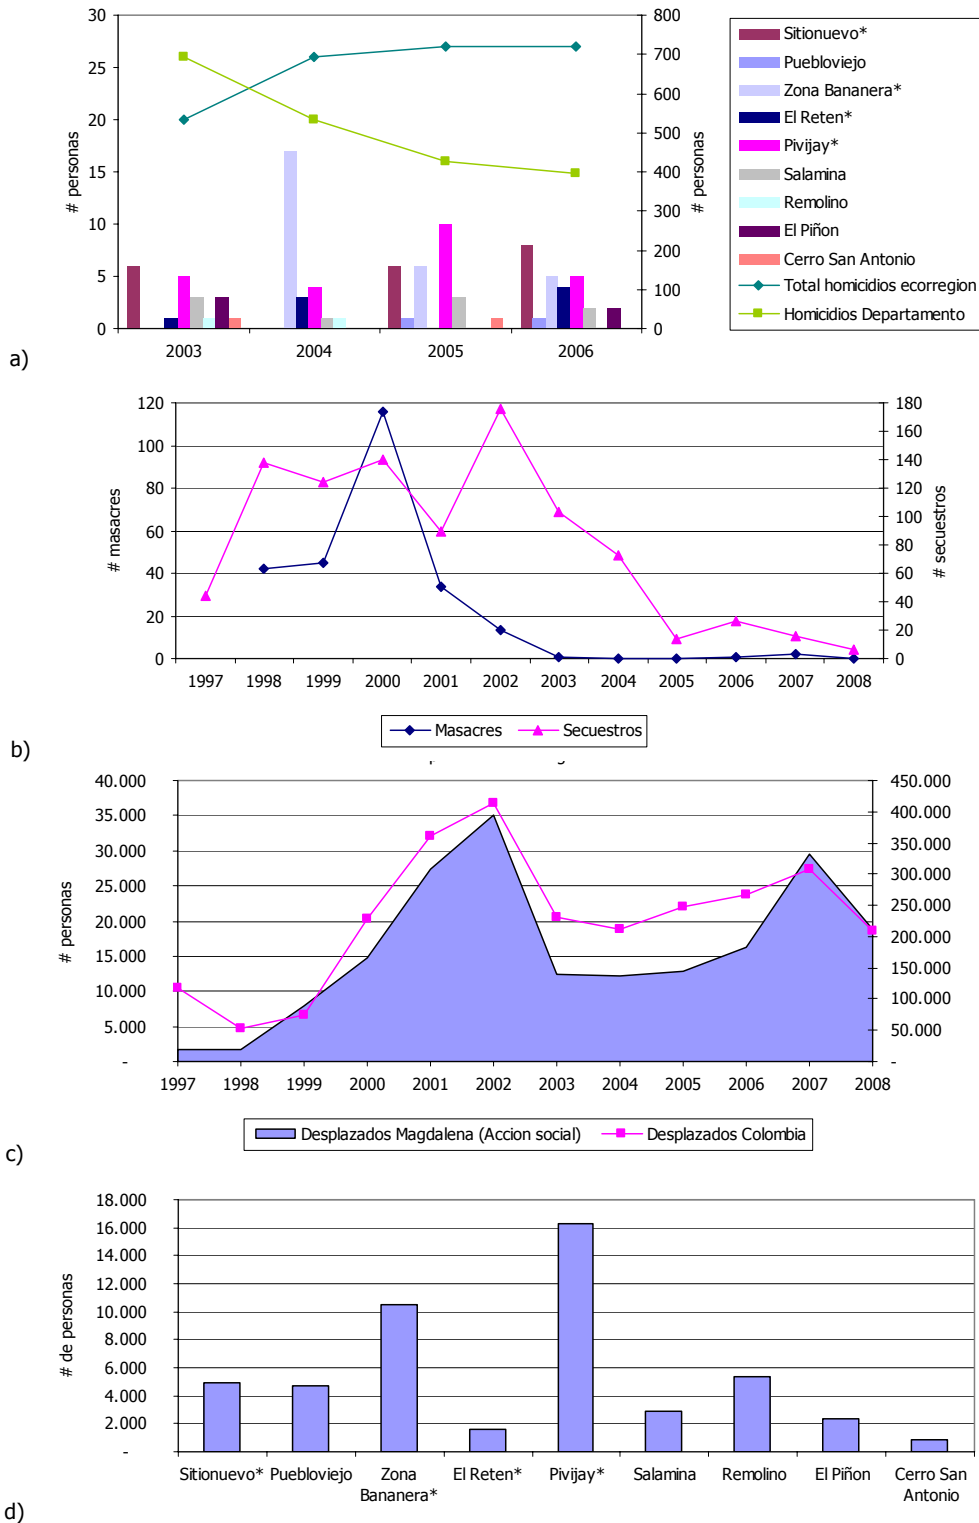 30
25
20
15
10
5
0
# personas
800
700
600
500
400
300
200
100
0
# personas
2003 2004 2005 2006
Sitionuevo*
Puebloviejo
Zona Bananera*
El Reten*
Pivijay*
Salamina
Remolino
El Piñon
Cerro San Antonio
Total homicidios ecorregion
Homicidios Departamento
a)
120
100
80
60
40
20
0
# masacres
180
160
140
120
100
80
60
40
20
0
# secuestros
1997 1998 1999 2000 2001 2002 2003 2004 2005 2006 2007 2008
Masacres Secuestros
b)
40.000
35.000
30.000
25.000
20.000
15.000
10.000
5.000
-
# personas
450.000
400.000
350.000
300.000
250.000
200.000
150.000
100.000
50.000
-
1997 1998 1999 2000 2001 2002 2003 2004 2005 2006 2007 2008
Desplazados Magdalena (Accion social) Desplazados Colombia
c)
18.000
16.000
14.000
12.000
10.000
8.000
6.000
4.000
2.000
-
# de personas
Sitionuevo* Puebloviejo Zona El Reten* Pivijay* Salamina Remolino El Piñon Cerro San
Bananera* Antonio
d)